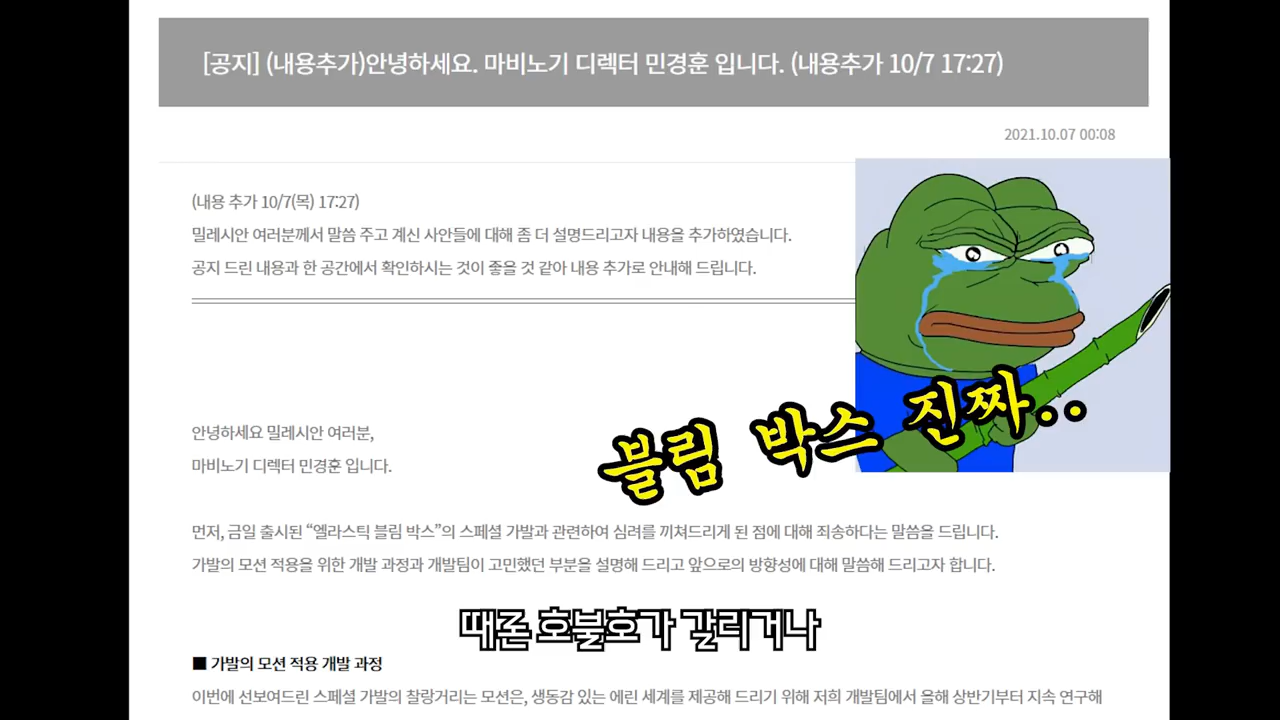 [공지] (내용추가)안녕하세요. 마비노기 디렉터 민경훈 입니다. (내용추가 10/7 17:27)
2021.10.07 00:08
(내용 추가 10/7(목) 17:27)
밀레시안 여러분께서 말씀 주고 계신 사안들에 대해 좀 더 설명드리고자 내용을 추가하였습니다.
공지 드린 내용과 한 공간에서 확인하시는 것이 좋을 것 같아 내용 추가로 안내해 드립니다.
블림 박스 진짜..
안녕하세요 밀레시안 여러분,
마비노기 디렉터 민경훈 입니다.
먼저, 금일 출시된 “엘라스틱 블림 박스”의 스페셜 가발과 관련하여 심려를 끼쳐드리게 된 점에 대해 죄송하다는 말씀을 드립니다.
가발의 모션 적용을 위한 개발 과정과 개발팀이 고민했던 부분을 설명해 드리고 앞으로의 방향성에 대해 말씀해 드리고자 합니다.
때론 호불호가 갈리거나
■ 가발의 모션 적용 개발 과정
이번에 선보여드린 스페셜 가발의 찰랑거리는 모션은, 생동감 있는 에린 세계를 제공해 드리기 위해 저희 개발팀에서 올해 상반기부터 지속 연구해